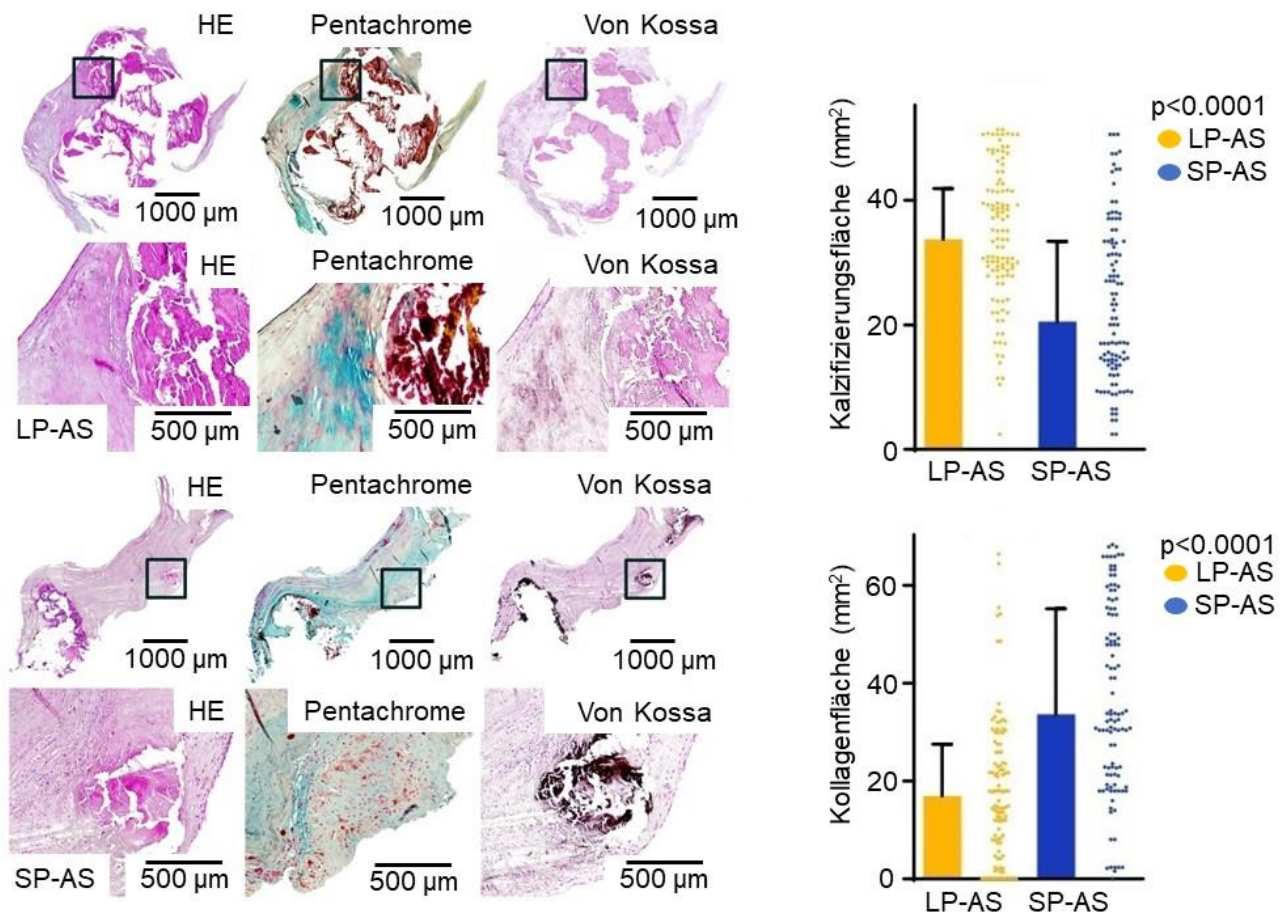 HE
Pentachrome
Von Kossa
1000 µm
1000 µm
1000 µm
HE
Pentachrome
Von Kossa
LP-AS
500 µm
500 µm
500 µm
HE
Pentachrome
Von Kossa
1000 µm
1000 µm
1000 µm
HE
Pentachrome
Von Kossa
SP-AS
500 µm
500 µm
500 µm
Kalzifizierungsfläche (mm²)
40
20
0
LP-AS
SP-AS
p<0.0001
LP-AS
SP-AS
Kollagenfläche (mm²)
60
40
20
0
LP-AS
SP-AS
p<0.0001
LP-AS
SP-AS